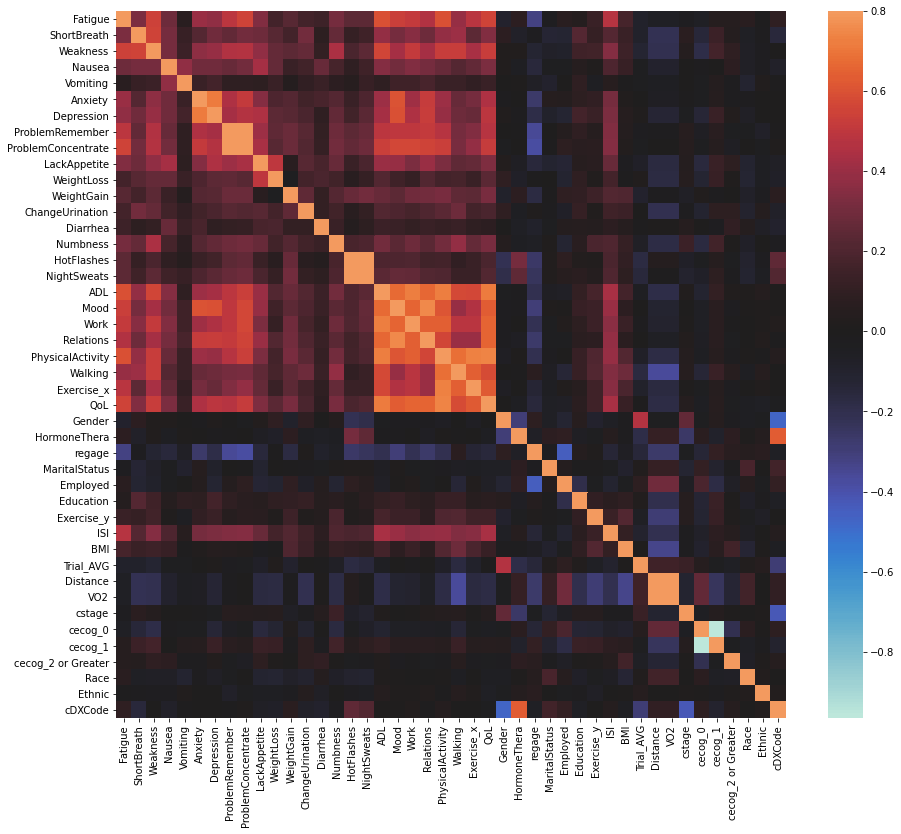 Fatigue
ShortBreath
Weakness
Nausea
Vomiting
Anxiety
Depression
ProblemRemember
ProblemConcentrate
LackAppetite
WeightLoss
WeightGain
ChangeUrination
Diarrhea
Numbness
HotFlashes
NightSweats
ADL
Mood
Work
Relations
PhysicalActivity
Walking
Exercise_x
QoL
Gender
HormoneThera
regage
MaritalStatus
Employed
Education
Exercise_y
ISI
BMI
Trial_AVG
Distance
VO2
cstage
cecog_0
cecog_1
cecog_2 or Greater
Race
Ethnic
cDXCode
Fatigue
ShortBreath
Weakness
Nausea
Vomiting
Anxiety
Depression
ProblemRemember
ProblemConcentrate
LackAppetite
WeightLoss
WeightGain
ChangeUrination
Diarrhea
Numbness
HotFlashes
NightSweats
ADL
Mood
Work
Relations
PhysicalActivity
Walking
Exercise_x
QoL
Gender
HormoneThera
regage
MaritalStatus
Employed
Education
Exercise_y
ISI
BMI
Trial_AVG
Distance
VO2
cstage
cecog_0
cecog_1
cecog_2 or Greater
Race
Ethnic
cDXCode
0.8
0.6
0.4
0.2
0.0
−0.2
−0.4
−0.6
−0.8